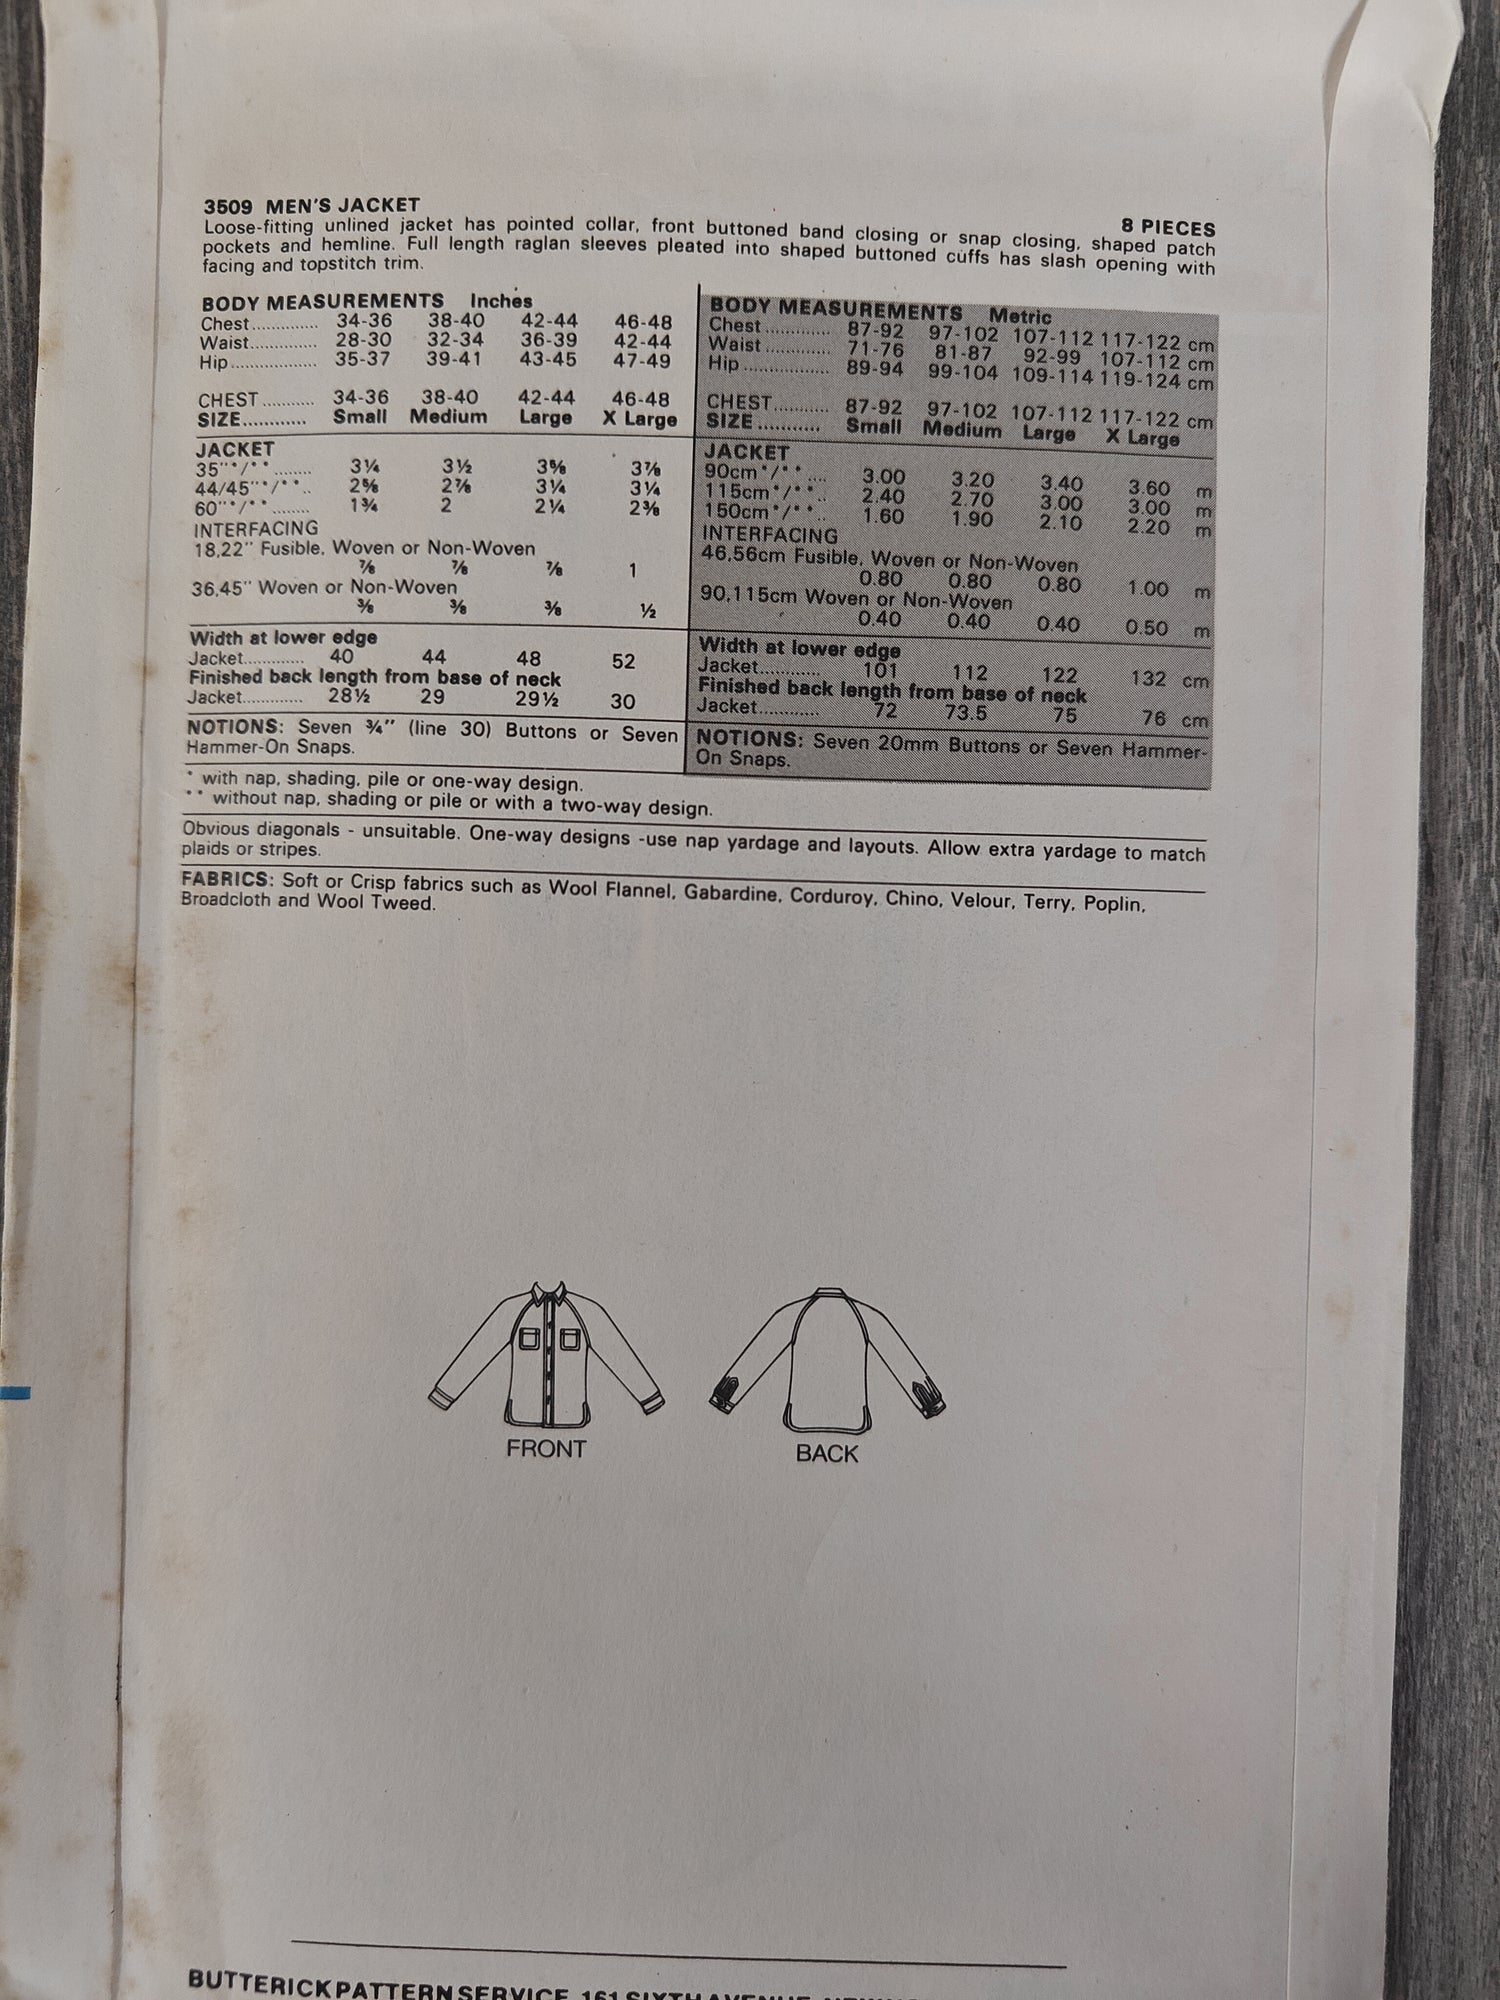 3509 MEN'S JACKET
8 PIECES
Loose-fitting unlined jacket has pointed collar, front buttoned band closing or snap closing, shaped patch
pockets and hemline. Full length raglan sleeves pleated into shaped buttoned cuffs has slash opening with
facing and topstitch trim.
BODY MEASUREMENTS Inches
Chest.............. 34-36 38-40 42-44 46-48
Waist.............. 28-30 32-34 36-39 42-44
Hip.................. 35-37 39-41 43-45 47-49
CHEST........... 34-36 38-40 42-44 46-48
SIZE............ Small Medium Large X Large
JACKET
35"*/** ........ 3¼ 3½ 3⅝ 3⅞
44/45"*/**.. 2⅝ 2⅞ 3¼ 3¼
60"*/**........ 1¾ 2 2¼ 2⅜
INTERFACING
18,22" Fusible, Woven or Non-Woven
⅞ ⅞ ⅞ 1
36,45" Woven or Non-Woven
⅜ ⅜ ⅜ ½
Width at lower edge
Jacket............. 40 44 48 52
Finished back length from base of neck
Jacket............. 28½ 29 29½ 30
NOTIONS: Seven ¾" (line 30) Buttons or Seven
Hammer-On Snaps.
BODY MEASUREMENTS Metric
Chest .............. 87-92 97-102 107-112 117-122 cm
Waist .............. 71-76 81-87 92-99 107-112 cm
Hip .................. 89-94 99-104 109-114 119-124 cm
CHEST........... 87-92 97-102 107-112 117-122 cm
SIZE ............ Small Medium Large X Large
JACKET
90cm*/** .... 3.00 3.20 3.40 3.60 m
115cm*/**.. 2.40 2.70 3.00 3.00 m
150cm*/**.. 1.60 1.90 2.10 2.20 m
INTERFACING
46,56cm Fusible, Woven or Non-Woven
0.80 0.80 0.80 1.00 m
90,115cm Woven or Non-Woven
0.40 0.40 0.40 0.50 m
Width at lower edge
Jacket............. 101 112 122 132 cm
Finished back length from base of neck
Jacket............. 72 73.5 75 76 cm
NOTIONS: Seven 20mm Buttons or Seven Hammer-
On Snaps.
* with nap, shading, pile or one-way design.
** without nap, shading or pile or with a two-way design.
Obvious diagonals - unsuitable. One-way designs -use nap yardage and layouts. Allow extra yardage to match
plaids or stripes.
FABRICS: Soft or Crisp fabrics such as Wool Flannel, Gabardine, Corduroy, Chino, Velour, Terry, Poplin,
Broadcloth and Wool Tweed.
FRONT
BACK
BUTTERICK PATTERN SERVICE, 161 SIXTH AVENUE,